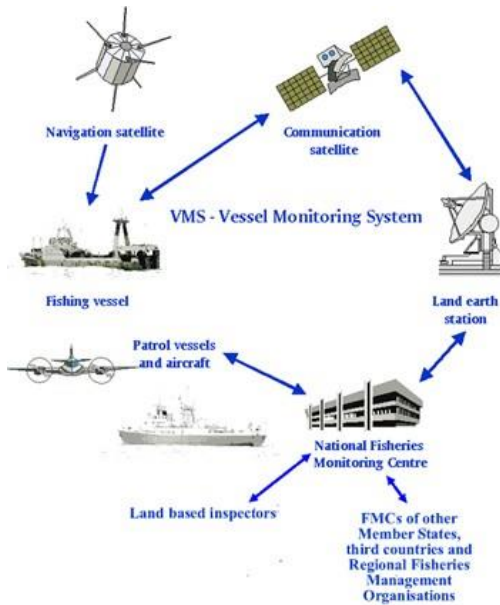 Navigation satellite
Communication
satellite
VMS - Vessel Monitoring System
Fishing vessel
Land earth
station
Patrol vessels
and aircraft
National Fisheries
Monitoring Centre
Land based inspectors
FMCs of other
Member States,
third countries and
Regional Fisheries
Management
Organisations